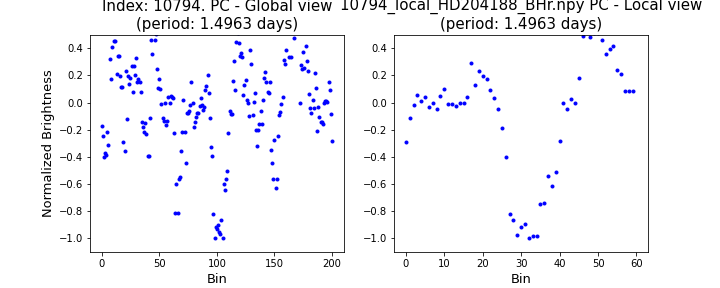 Index: 10794. PC - Global view
(period: 1.4963 days)
10794_local_HD204188_BHr.npy PC - Local view
(period: 1.4963 days)
Normalized Brightness
0.4
0.2
0.0
−0.2
−0.4
−0.6
−0.8
−1.0
0 50 100 150 200
Bin
0.4
0.2
0.0
−0.2
−0.4
−0.6
−0.8
−1.0
0 10 20 30 40 50 60
Bin